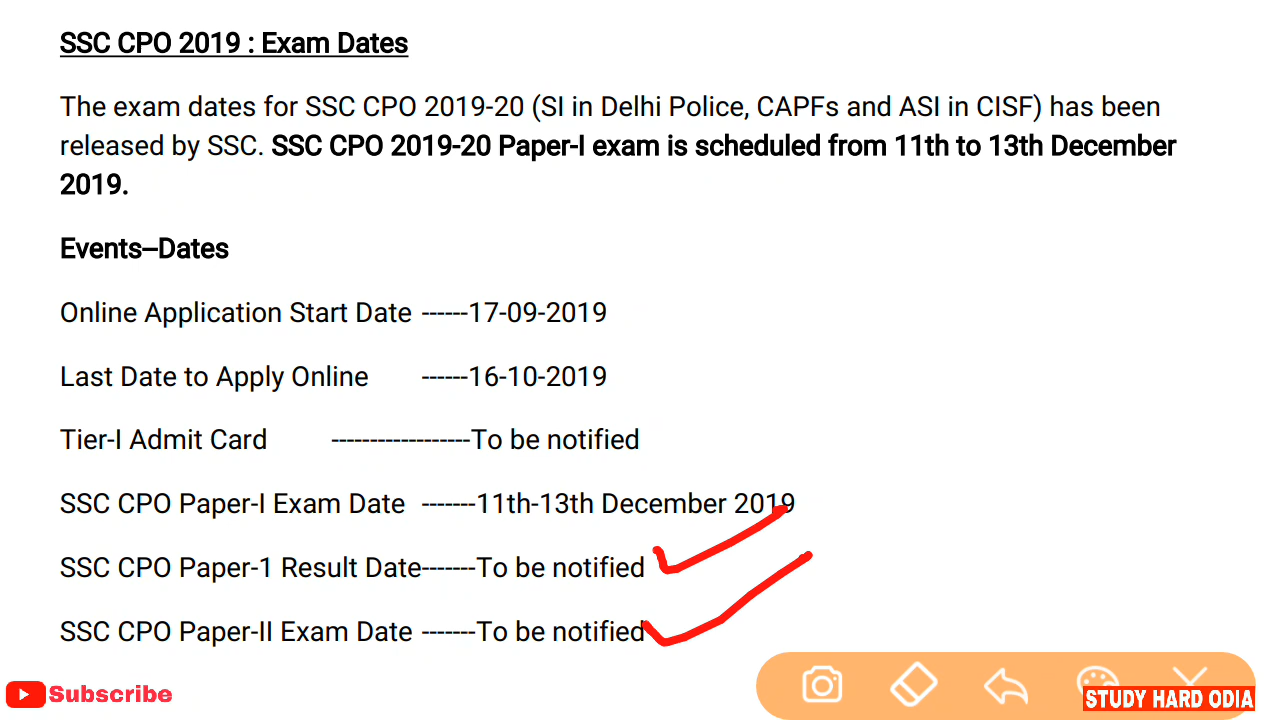 SSC CPO 2019 : Exam Dates
The exam dates for SSC CPO 2019-20 (SI in Delhi Police, CAPFs and ASI in CISF) has been
released by SSC. SSC CPO 2019-20 Paper-I exam is scheduled from 11th to 13th December
2019.
Events–Dates
Online Application Start Date ------17-09-2019
Last Date to Apply Online ------16-10-2019
Tier-I Admit Card ------------------To be notified
SSC CPO Paper-I Exam Date -------11th-13th December 2019
SSC CPO Paper-1 Result Date-------To be notified
SSC CPO Paper-II Exam Date -------To be notified
Subscribe
STUDY HARD ODIA